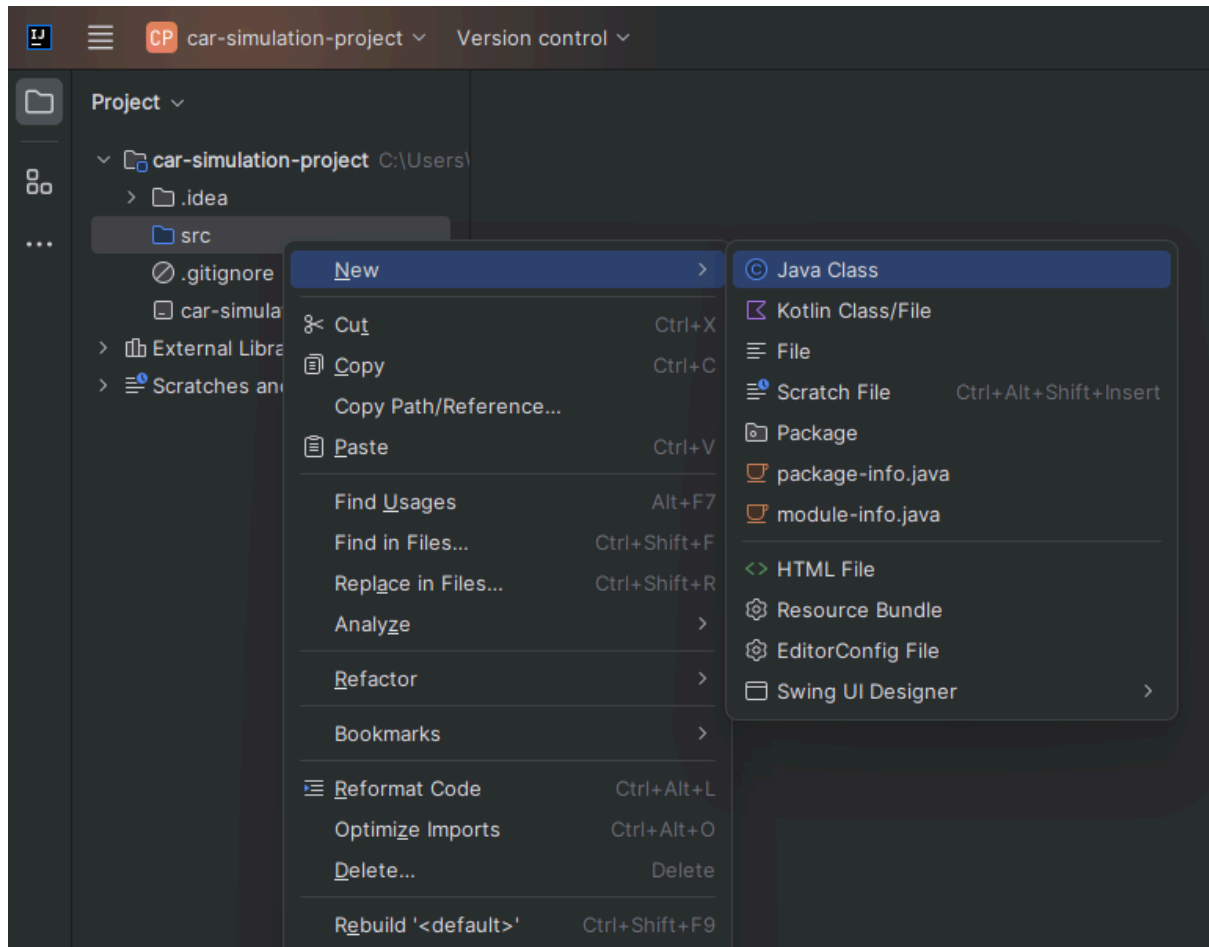 IJ
CP car-simulation-project Version control
Project
car-simulation-project C:\Users\
.idea
src
.gitignore
car-simula
External Libra
Scratches an
New
Cut Ctrl+X
Copy Ctrl+C
Copy Path/Reference...
Paste Ctrl+V
Find Usages Alt+F7
Find in Files... Ctrl+Shift+F
Replace in Files... Ctrl+Shift+R
Analyze
Refactor
Bookmarks
Reformat Code Ctrl+Alt+L
Optimize Imports Ctrl+Alt+O
Delete... Delete
Rebuild '<default>' Ctrl+Shift+F9
Java Class
Kotlin Class/File
File
Scratch File Ctrl+Alt+Shift+Insert
Package
package-info.java
module-info.java
HTML File
Resource Bundle
EditorConfig File
Swing UI Designer